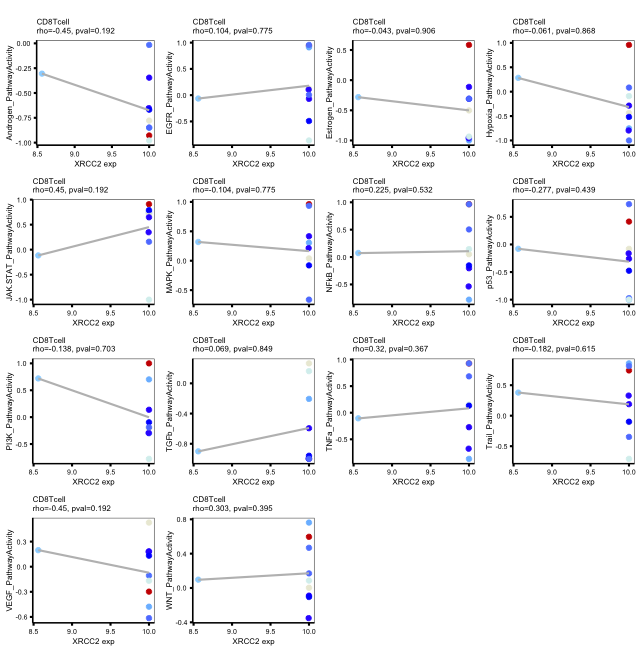 CD8Tcell
rho=-0.45, pval=0.192
Androgen_PathwayActivity
0.00
-0.25
-0.50
-0.75
-1.00
8.5
9.0
9.5
10.0
XRCC2 exp
CD8Tcell
rho=0.104, pval=0.775
EGFR_PathwayActivity
1.0
0.5
0.0
-0.5
8.5
9.0
9.5
10.0
XRCC2 exp
CD8Tcell
rho=-0.043, pval=0.906
Estrogen_PathwayActivity
0.5
0.0
-0.5
-1.0
8.5
9.0
9.5
10.0
XRCC2 exp
CD8Tcell
rho=-0.061, pval=0.868
Hypoxia_PathwayActivity
1.0
0.5
0.0
-0.5
-1.0
8.5
9.0
9.5
10.0
XRCC2 exp
CD8Tcell
rho=0.45, pval=0.192
JAK.STAT_PathwayActivity
1.0
0.5
0.0
-0.5
-1.0
8.5
9.0
9.5
10.0
XRCC2 exp
CD8Tcell
rho=-0.104, pval=0.775
MAPK_PathwayActivity
1.0
0.5
0.0
-0.5
8.5
9.0
9.5
10.0
XRCC2 exp
CD8Tcell
rho=0.225, pval=0.532
NFkB_PathwayActivity
1.0
0.5
0.0
-0.5
8.5
9.0
9.5
10.0
XRCC2 exp
CD8Tcell
rho=-0.277, pval=0.439
p53_PathwayActivity
0.5
0.0
-0.5
-1.0
8.5
9.0
9.5
10.0
XRCC2 exp
CD8Tcell
rho=-0.138, pval=0.703
PI3K_PathwayActivity
1.0
0.5
0.0
-0.5
8.5
9.0
9.5
10.0
XRCC2 exp
CD8Tcell
rho=0.069, pval=0.849
TGFb_PathwayActivity
0.0
-0.4
-0.8
8.5
9.0
9.5
10.0
XRCC2 exp
CD8Tcell
rho=0.32, pval=0.367
TNFa_PathwayActivity
1.0
0.5
0.0
-0.5
8.5
9.0
9.5
10.0
XRCC2 exp
CD8Tcell
rho=-0.182, pval=0.615
Trail_PathwayActivity
0.5
0.0
-0.5
8.5
9.0
9.5
10.0
XRCC2 exp
CD8Tcell
rho=-0.45, pval=0.192
VEGF_PathwayActivity
0.3
0.0
-0.3
-0.6
8.5
9.0
9.5
10.0
XRCC2 exp
CD8Tcell
rho=0.303, pval=0.395
WNT_PathwayActivity
0.8
0.4
0.0
-0.4
8.5
9.0
9.5
10.0
XRCC2 exp